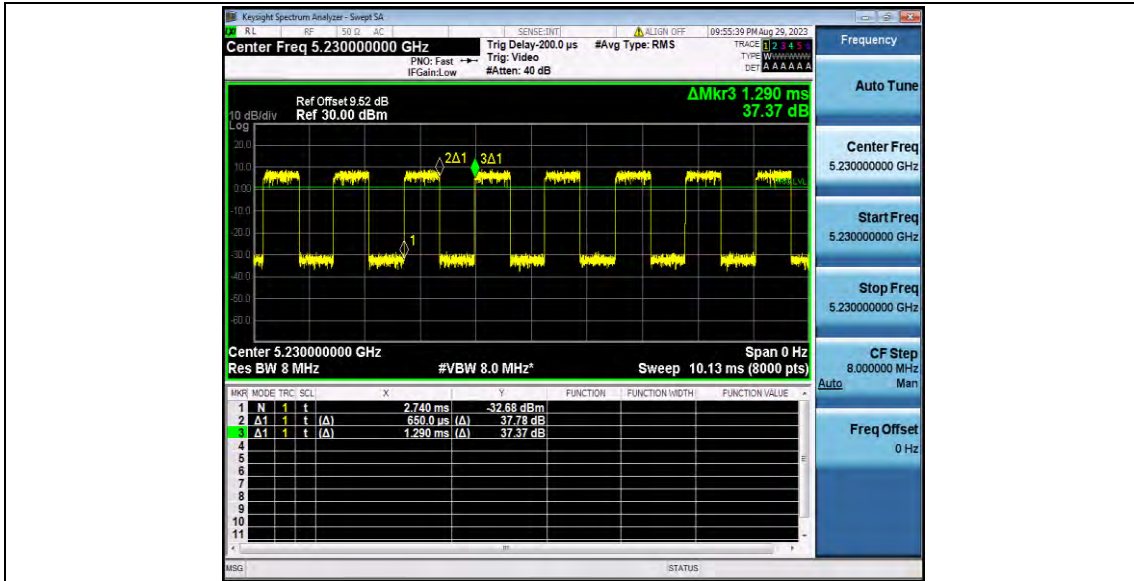 Keysight Spectrum Analyzer - Swept SA
RL RF 50 Ω AC SENSE:INT ALIGN OFF 09:55:39 PM Aug 29, 2023
Center Freq 5.230000000 GHz Trig Delay-200.0 µs #Avg Type: RMS TRACE 1 2 3 4 5 6
PNO: Fast Trig: Video TYPE W
IFGain:Low #Atten: 40 dB DET A A A A A A
Frequency
Auto Tune
Center Freq
5.230000000 GHz
Start Freq
5.230000000 GHz
Stop Freq
5.230000000 GHz
CF Step
8.000000 MHz
Auto Man
Freq Offset
0 Hz
ΔMkr3 1.290 ms
37.37 dB
Ref Offset 9.52 dB
10 dB/div Ref 30.00 dBm
Log
20.0
10.0
0.00
-10.0
-20.0
-30.0
-40.0
-50.0
-60.0
2Δ1 3Δ1
1
Center 5.230000000 GHz Span 0 Hz
Res BW 8 MHz #VBW 8.0 MHz* Sweep 10.13 ms (8000 pts)
MKR MODE TRC SCL X Y FUNCTION FUNCTION WIDTH FUNCTION VALUE
1 N 1 t 2.740 ms -32.68 dBm
2 Δ1 1 t (Δ) 650.0 µs (Δ) 37.78 dB
3 Δ1 1 t (Δ) 1.290 ms (Δ) 37.37 dB
4
5
6
7
8
9
10
11
MSG STATUS